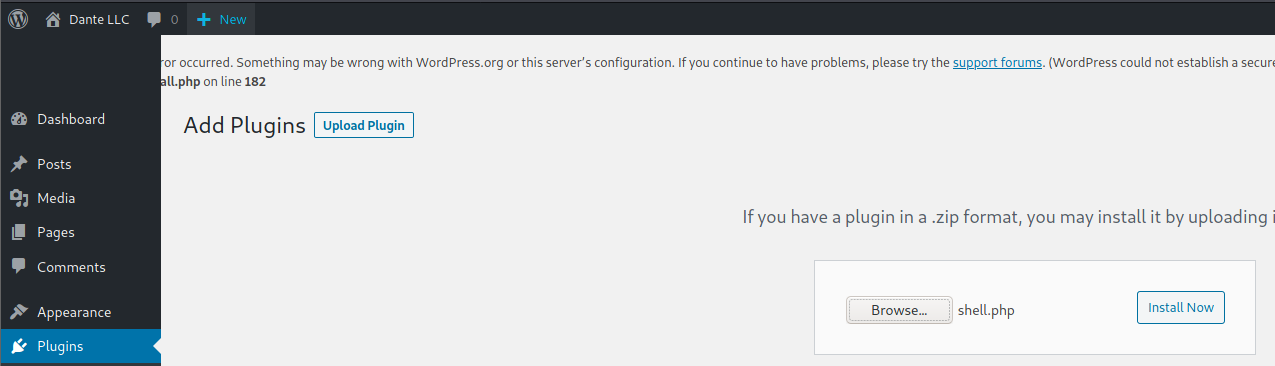 Dante LLC 0 New
ror occurred. Something may be wrong with WordPress.org or this server’s configuration. If you continue to have problems, please try the support forums. (WordPress could not establish a secure
all.php on line 182
Add Plugins Upload Plugin
Dashboard
Posts
Media
If you have a plugin in a .zip format, you may install it by uploading i
Pages
Comments
Browse... shell.php Install Now
Appearance
Plugins